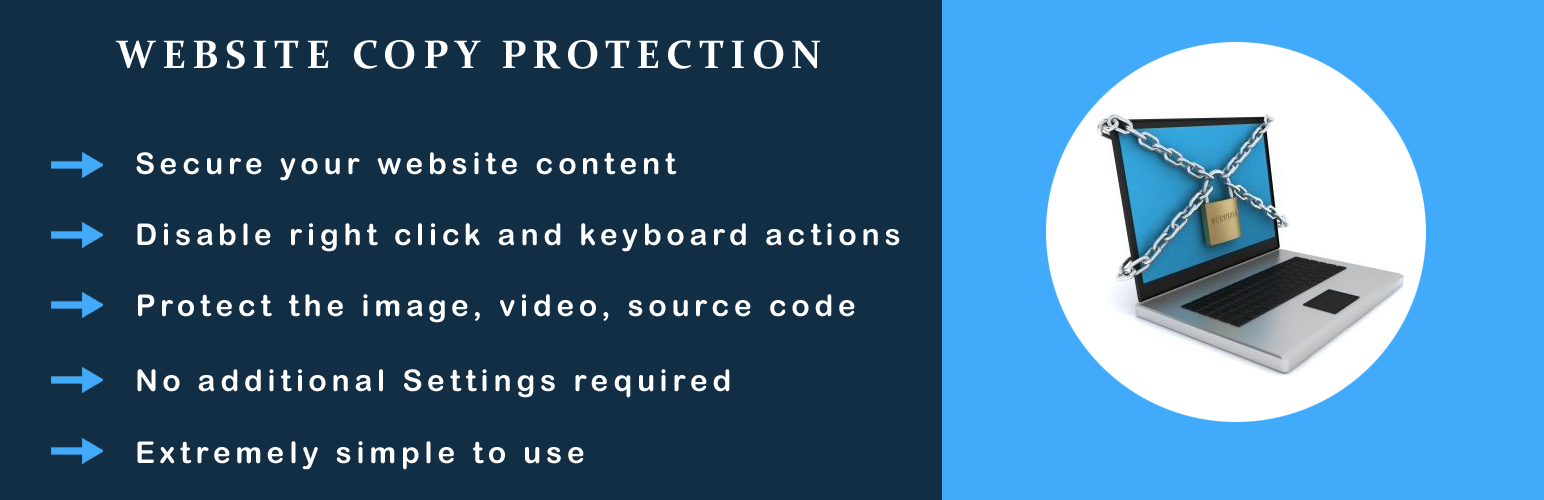 WEBSITE COPY PROTECTION
Secure your website content
Disable right click and keyboard actions
Protect the image, video, source code
No additional Settings required
Extremely simple to use